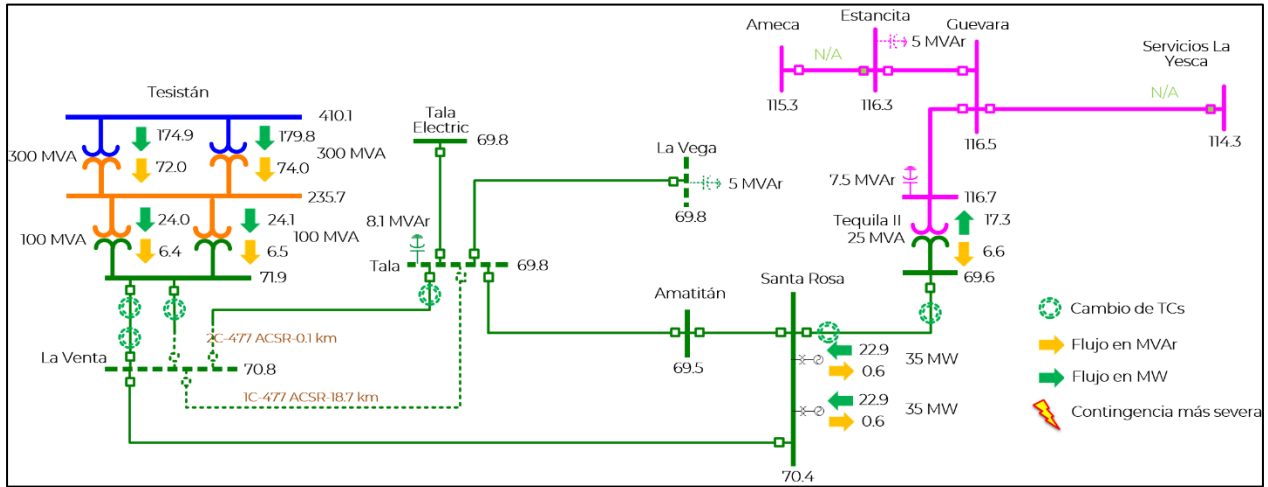 Ameca
Estancita
Guevara
Servicios La
Yesca
5 MVAr
N/A
N/A
115.3
116.3
116.5
114.3
Tesistán
410.1
174.9
179.8
300 MVA
300 MVA
72.0
74.0
235.7
24.0
24.1
100 MVA
100 MVA
6.4
6.5
71.9
Tala
Electric
69.8
La Vega
5 MVAr
69.8
8.1 MVAr
Tala
69.8
7.5 MVAr
116.7
Tequila II
25 MVA
17.3
6.6
69.6
Amatitán
69.5
Santa Rosa
22.9
35 MW
0.6
22.9
35 MW
0.6
70.4
2C-477 ACSR-0.1 km
La Venta
70.8
1C-477 ACSR-18.7 km
Cambio de TCs
Flujo en MVAr
Flujo en MW
Contingencia más severa